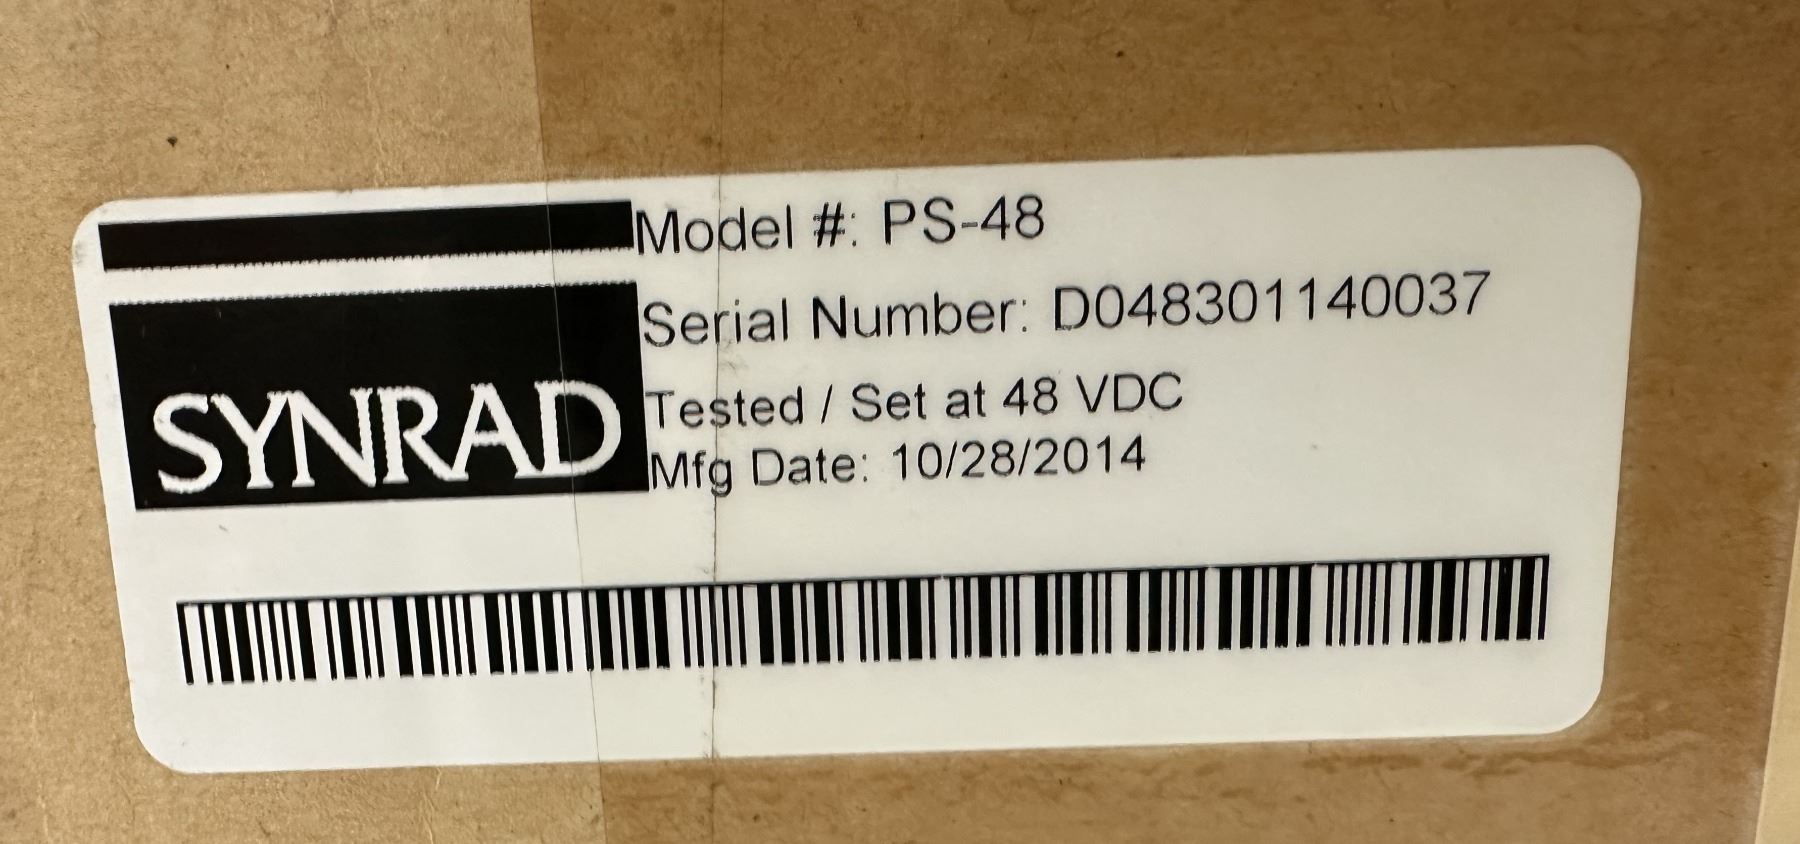 Model #: PS-48
Serial Number: D048301140037
SYNRAD
Tested / Set at 48 VDC
Mfg Date: 10/28/2014